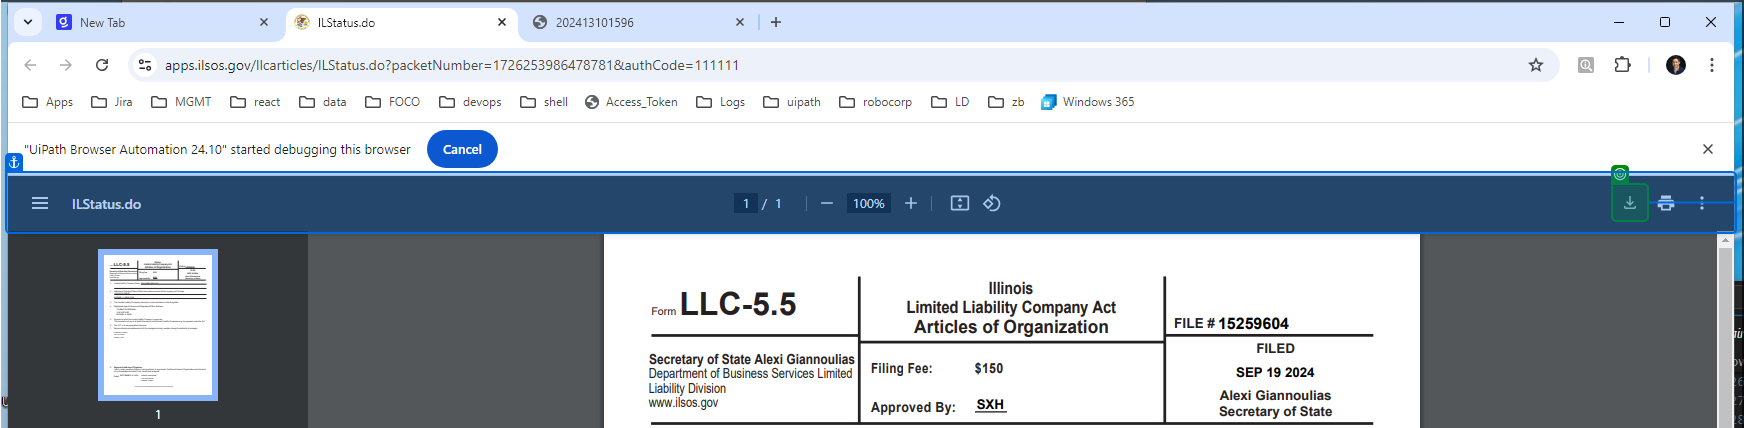 New Tab
ILStatus.do
202413101596
apps.ilsos.gov/llcarticles/ILStatus.do?packetNumber=1726253986478781&authCode=111111
Apps Jira MGMT react data FOCO devops shell Access_Token Logs uipath robocorp LD zb Windows 365
"UiPath Browser Automation 24.10" started debugging this browser Cancel
ILStatus.do 1 / 1 100%
1
Form LLC-5.5
Illinois
Limited Liability Company Act
Articles of Organization
FILE # 15259604
Secretary of State Alexi Giannoulias
Department of Business Services Limited
Liability Division
www.ilsos.gov
Filing Fee: $150
Approved By: SXH
FILED
SEP 19 2024
Alexi Giannoulias
Secretary of State